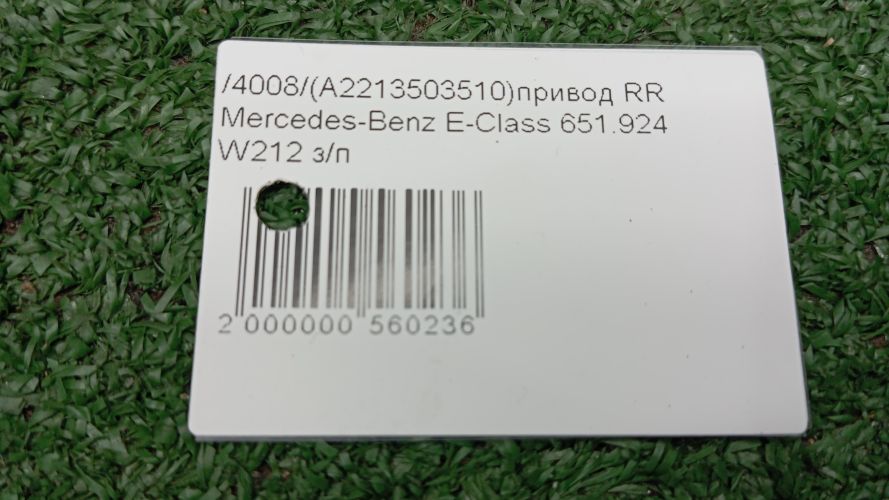 /4008/(A2213503510)привод RR
Mercedes-Benz E-Class 651.924
W212 з/п
2 000000 560236